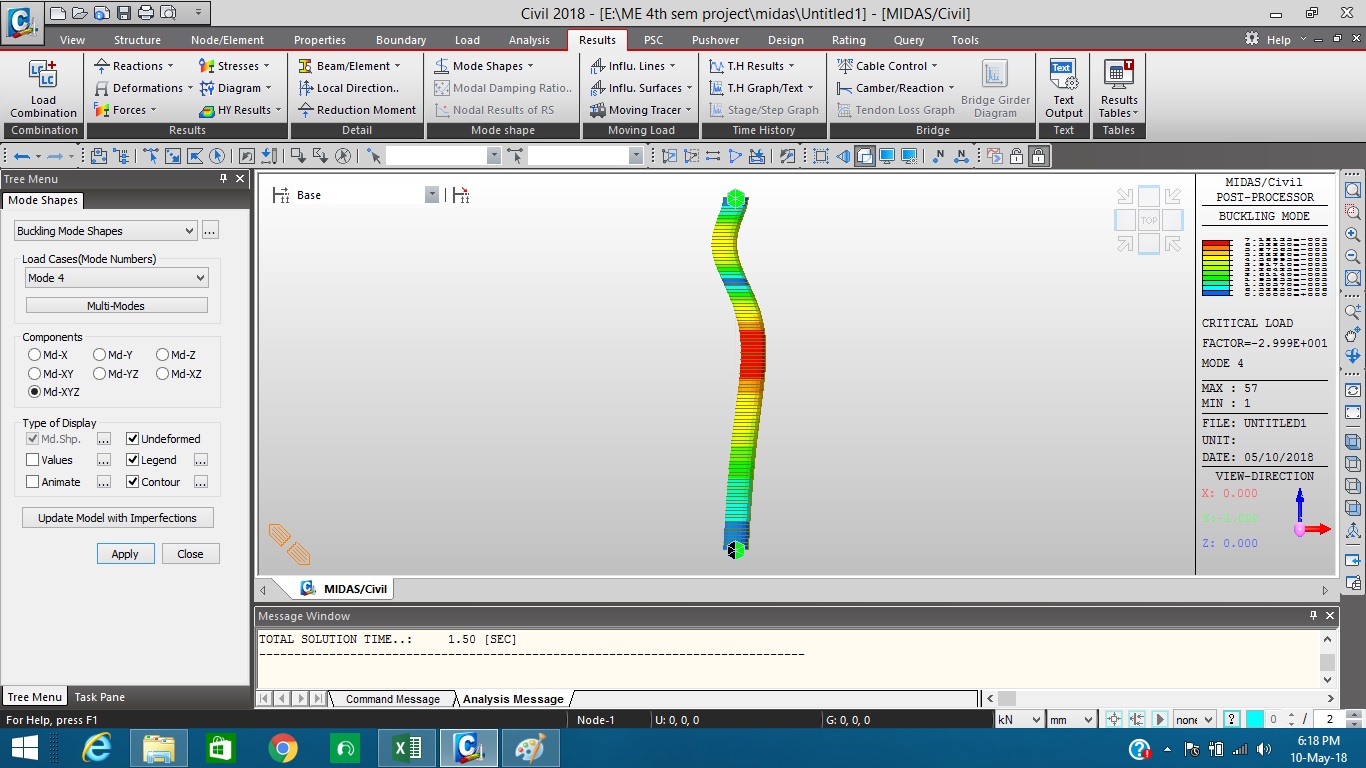 Civil 2018 - [E:\ME 4th sem project\midas\Untitled1] - [MIDAS/Civil]
View Structure Node/Element Properties Boundary Load Analysis Results PSC Pushover Design Rating Query Tools Help
Load Combination
Combination
Reactions Stresses
Deformations Diagram
Forces HY Results
Results
Beam/Element
Local Direction..
Reduction Moment
Detail
Mode Shapes
Modal Damping Ratio..
Nodal Results of RS
Mode shape
Influ. Lines
Influ. Surfaces
Moving Tracer
Moving Load
T.H Results
T.H Graph/Text
Stage/Step Graph
Time History
Cable Control
Camber/Reaction
Tendon Loss Graph
Bridge Girder Diagram
Bridge
Text
Text Output
Text
Results Tables
Tables
Tree Menu
Mode Shapes
Buckling Mode Shapes ...
Load Cases(Mode Numbers)
Mode 4
Multi-Modes
Components
Md-X Md-Y Md-Z
Md-XY Md-YZ Md-XZ
Md-XYZ
Type of Display
Md.Shp. ... Undeformed
Values ... Legend ...
Animate ... Contour ...
Update Model with Imperfections
Apply Close
Tree Menu Task Pane
Base
TOP
MIDAS/Civil
POST-PROCESSOR
BUCKLING MODE
CRITICAL LOAD
FACTOR=-2.999E+001
MODE 4
MAX : 57
MIN : 1
FILE: UNTITLED1
UNIT:
DATE: 05/10/2018
VIEW-DIRECTION
X: 0.000
Y:-1.000
Z: 0.000
MIDAS/Civil
Message Window
TOTAL SOLUTION TIME..: 1.50 [SEC]
Command Message Analysis Message
For Help, press F1 Node-1 U: 0, 0, 0 G: 0, 0, 0 kN mm none 0 / 2
6:18 PM
10-May-18